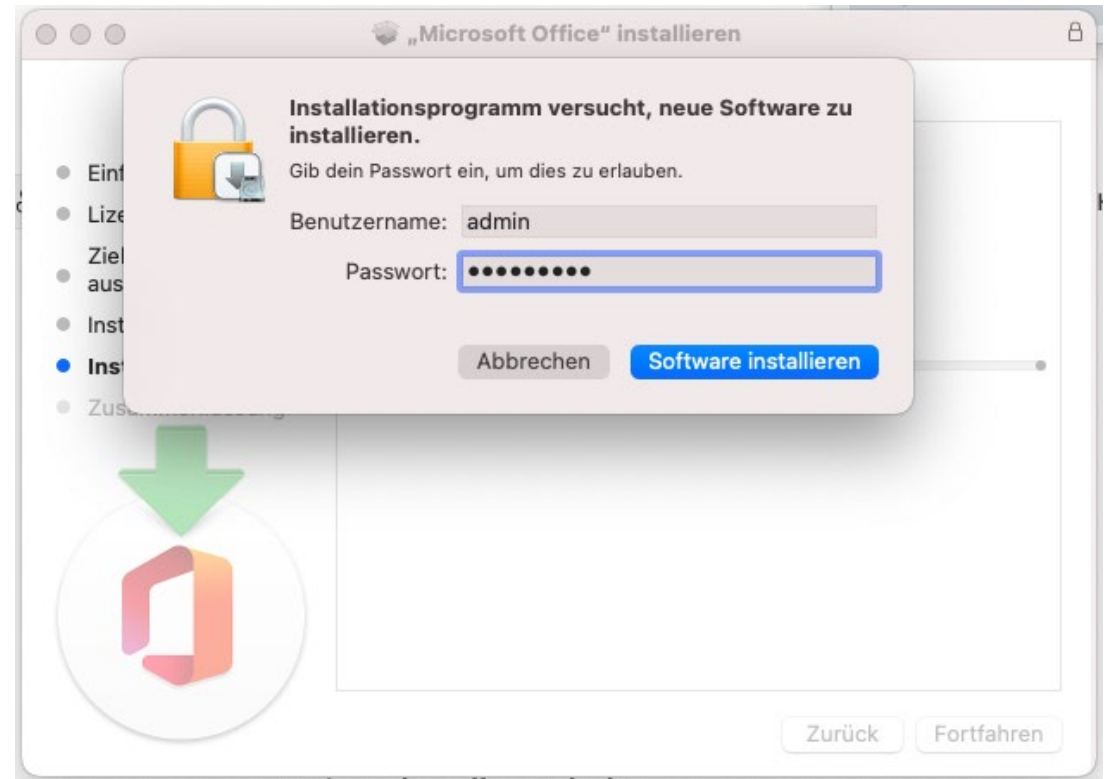 „Microsoft Office“ installieren
Installationsprogramm versucht, neue Software zu
installieren.
Gib dein Passwort ein, um dies zu erlauben.
Benutzername: admin
Passwort: •••••••••
Abbrechen Software installieren
Zurück Fortfahren